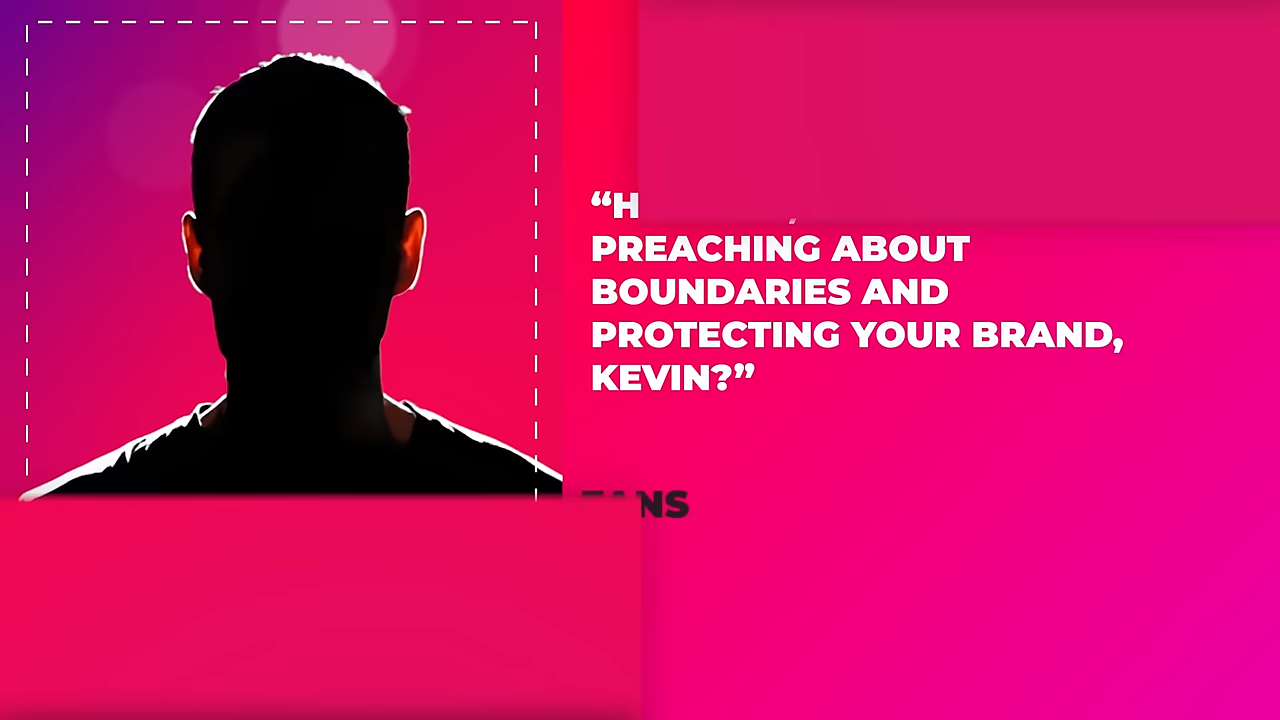 “H
PREACHING ABOUT
BOUNDARIES AND
PROTECTING YOUR BRAND,
KEVIN?”